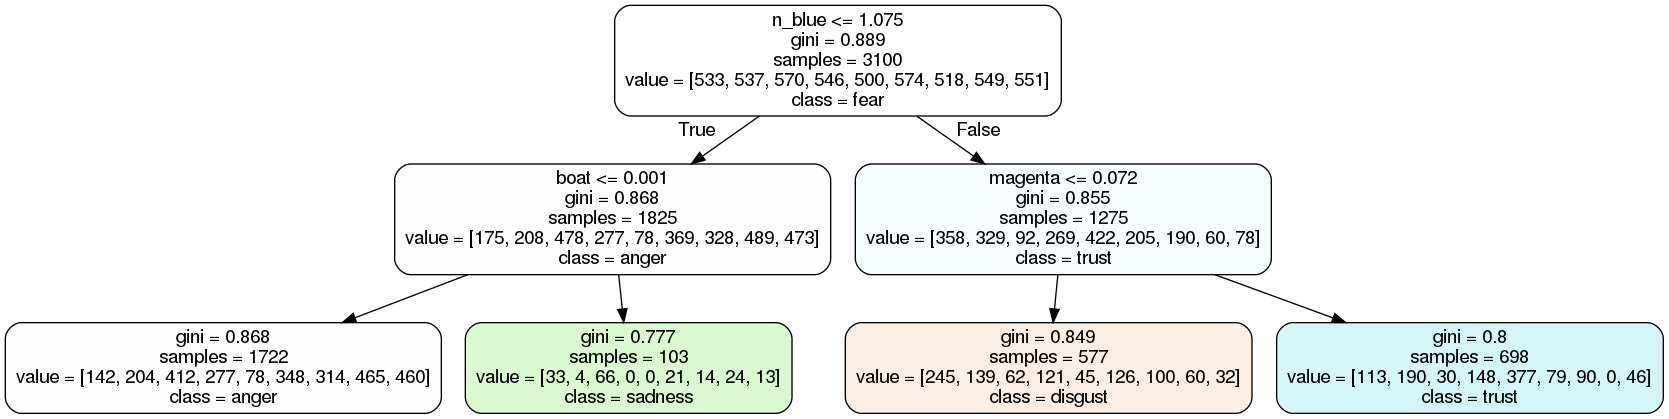 n_blue <= 1.075
gini = 0.889
samples = 3100
value = [533, 537, 570, 546, 500, 574, 518, 549, 551]
class = fear
True
False
boat <= 0.001
gini = 0.868
samples = 1825
value = [175, 208, 478, 277, 78, 369, 328, 489, 473]
class = anger
magenta <= 0.072
gini = 0.855
samples = 1275
value = [358, 329, 92, 269, 422, 205, 190, 60, 78]
class = trust
gini = 0.868
samples = 1722
value = [142, 204, 412, 277, 78, 348, 314, 465, 460]
class = anger
gini = 0.777
samples = 103
value = [33, 4, 66, 0, 0, 21, 14, 24, 13]
class = sadness
gini = 0.849
samples = 577
value = [245, 139, 62, 121, 45, 126, 100, 60, 32]
class = disgust
gini = 0.8
samples = 698
value = [113, 190, 30, 148, 377, 79, 90, 0, 46]
class = trust